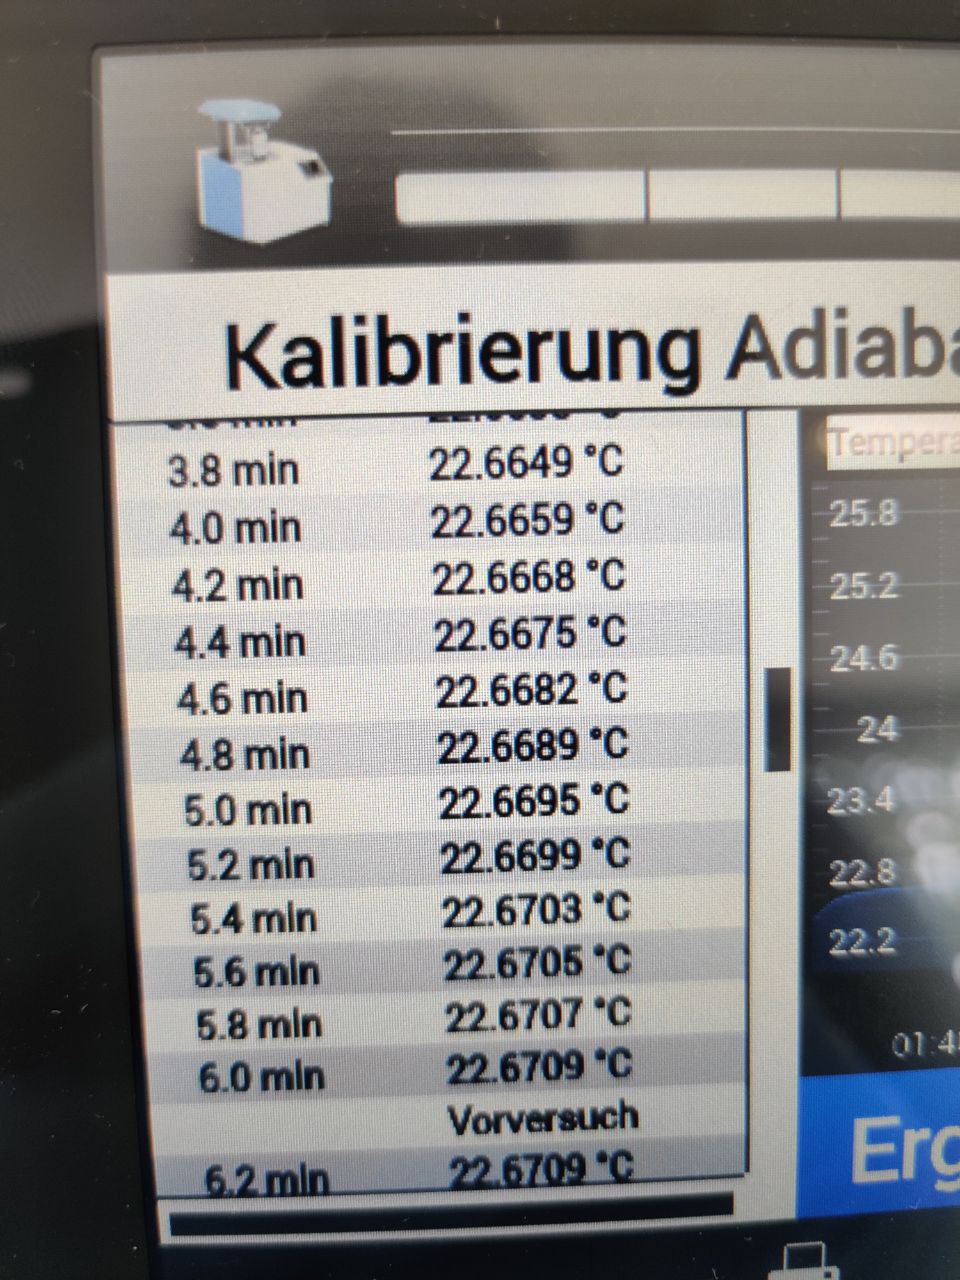 Kalibrierung Adiaba
3.8 min 22.6649 °C
4.0 min 22.6659 °C
4.2 min 22.6668 °C
4.4 min 22.6675 °C
4.6 min 22.6682 °C
4.8 min 22.6689 °C
5.0 min 22.6695 °C
5.2 min 22.6699 °C
5.4 min 22.6703 °C
5.6 min 22.6705 °C
5.8 min 22.6707 °C
6.0 min 22.6709 °C
Vorversuch
6.2 min 22.6709 °C
Tempera
25.8
25.2
24.6
24
23.4
22.8
22.2
01:4
Erg